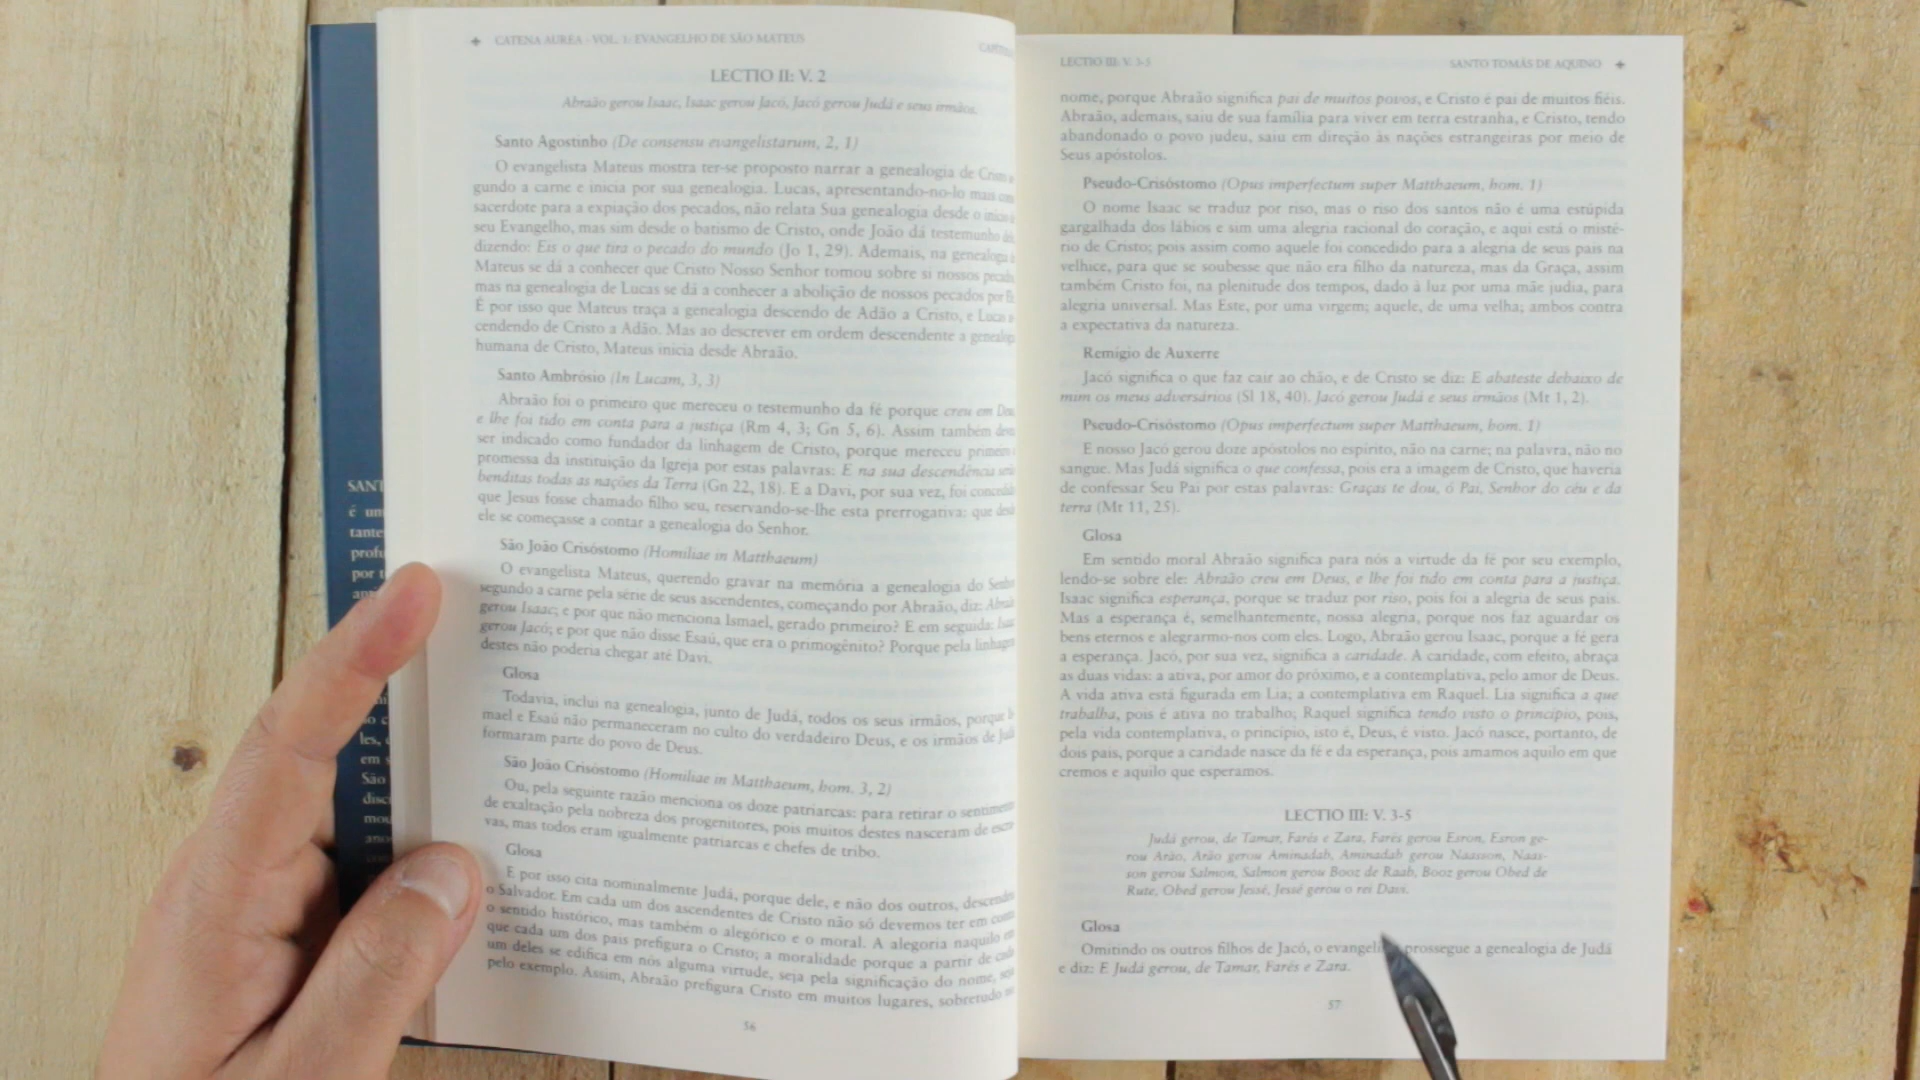 SANT
é um
tante
profu
por t
les,
em s
São
disc
mou
ano
✦ CATENA AUREA - VOL. 1: EVANGELHO DE SÃO MATEUS
LECTIO II: V. 2
Abraão gerou Isaac, Isaac gerou Jacó, Jacó gerou Judá e seus irmãos.
Santo Agostinho (De consensu evangelistarum, 2, 1)
O evangelista Mateus mostra ter-se proposto narrar a genealogia de Cristo
gundo a carne e inicia por sua genealogia. Lucas, apresentando-no-lo mais
sacerdote para a expiação dos pecados, não relata Sua genealogia desde o início
seu Evangelho, mas sim desde o batismo de Cristo, onde João dá testemunho
dizendo: Eis o que tira o pecado do mundo (Jo 1, 29). Ademais, na genealogia
Mateus se dá a conhecer que Cristo Nosso Senhor tomou sobre si nossos
mas na genealogia de Lucas se dá a conhecer a abolição de nossos pecados por
É por isso que Mateus traça a genealogia descendo de Adão a Cristo, e Lucas
cendendo de Cristo a Adão. Mas ao descrever em ordem descendente a
humana de Cristo, Mateus inicia desde Abraão.
Santo Ambrósio (In Lucam, 3, 3)
Abraão foi o primeiro que mereceu o testemunho da fé porque creu em
e lhe foi tido em conta para a justiça (Rm 4, 3; Gn 5, 6). Assim também
ser indicado como fundador da linhagem de Cristo, porque mereceu
promessa da instituição da Igreja por estas palavras: E na sua descendência
benditas todas as nações da Terra (Gn 22, 18). E a Davi, por sua vez, foi
que Jesus fosse chamado filho seu, reservando-se-lhe esta prerrogativa: que
ele se começasse a contar a genealogia do Senhor.
São João Crisóstomo (Homiliae in Matthaeum)
O evangelista Mateus, querendo gravar na memória a genealogia do
segundo a carne pela série de seus ascendentes, começando por Abraão, diz:
gerou Isaac; e por que não menciona Ismael, gerado primeiro? E em seguida:
gerou Jacó; e por que não disse Esaú, que era o primogênito? Porque pela linhagem
destes não poderia chegar até Davi.
Glosa
Todavia, inclui na genealogia, junto de Judá, todos os seus irmãos, porque
mael e Esaú não permaneceram no culto do verdadeiro Deus, e os irmãos de
formaram parte do povo de Deus.
São João Crisóstomo (Homiliae in Matthaeum, hom. 3, 2)
Ou, pela seguinte razão menciona os doze patriarcas: para retirar o sentimento
de exaltação pela nobreza dos progenitores, pois muitos destes nasceram de escra-
vas, mas todos eram igualmente patriarcas e chefes de tribo.
Glosa
E por isso cita nominalmente Judá, porque dele, e não dos outros,
o Salvador. Em cada um dos ascendentes de Cristo não só devemos ter em
o sentido histórico, mas também o alegórico e o moral. A alegoria naquilo
que cada um dos pais prefigura o Cristo; a moralidade porque a partir de
um deles se edifica em nós alguma virtude, seja pela significação do nome, seja
pelo exemplo. Assim, Abraão prefigura Cristo em muitos lugares, sobretudo
56
LECTIO III: V. 3-5 SANTO TOMÁS DE AQUINO ✦
nome, porque Abraão significa pai de muitos povos, e Cristo é pai de muitos fiéis.
Abraão, ademais, saiu de sua família para viver em terra estranha, e Cristo, tendo
abandonado o povo judeu, saiu em direção às nações estrangeiras por meio de
Seus apóstolos.
Pseudo-Crisóstomo (Opus imperfectum super Matthaeum, hom. 1)
O nome Isaac se traduz por riso, mas o riso dos santos não é uma estúpida
gargalhada dos lábios e sim uma alegria racional do coração, e aqui está o misté-
rio de Cristo; pois assim como aquele foi concedido para a alegria de seus pais na
velhice, para que se soubesse que não era filho da natureza, mas da Graça, assim
também Cristo foi, na plenitude dos tempos, dado à luz por uma mãe judia, para
alegria universal. Mas Este, por uma virgem; aquele, de uma velha; ambos contra
a expectativa da natureza.
Remígio de Auxerre
Jacó significa o que faz cair ao chão, e de Cristo se diz: E abateste debaixo de
mim os meus adversários (Sl 18, 40). Jacó gerou Judá e seus irmãos (Mt 1, 2).
Pseudo-Crisóstomo (Opus imperfectum super Matthaeum, hom. 1)
E nosso Jacó gerou doze apóstolos no espírito, não na carne; na palavra, não no
sangue. Mas Judá significa o que confessa, pois era a imagem de Cristo, que haveria
de confessar Seu Pai por estas palavras: Graças te dou, ó Pai, Senhor do céu e da
terra (Mt 11, 25).
Glosa
Em sentido moral Abraão significa para nós a virtude da fé por seu exemplo,
lendo-se sobre ele: Abraão creu em Deus, e lhe foi tido em conta para a justiça.
Isaac significa esperança, porque se traduz por riso, pois foi a alegria de seus pais.
Mas a esperança é, semelhantemente, nossa alegria, porque nos faz aguardar os
bens eternos e alegrarmo-nos com eles. Logo, Abraão gerou Isaac, porque a fé gera
a esperança. Jacó, por sua vez, significa a caridade. A caridade, com efeito, abraça
as duas vidas: a ativa, por amor do próximo, e a contemplativa, pelo amor de Deus.
A vida ativa está figurada em Lia; a contemplativa em Raquel. Lia significa a que
trabalha, pois é ativa no trabalho; Raquel significa tendo visto o princípio, pois,
pela vida contemplativa, o princípio, isto é, Deus, é visto. Jacó nasce, portanto, de
dois pais, porque a caridade nasce da fé e da esperança, pois amamos aquilo em que
cremos e aquilo que esperamos.
LECTIO III: V. 3-5
Judá gerou, de Tamar, Farés e Zara, Farés gerou Esron, Esron ge-
rou Arão, Arão gerou Aminadab, Aminadab gerou Naasson, Naas-
son gerou Salmon, Salmon gerou Booz de Raab, Booz gerou Obed de
Rute, Obed gerou Jessé, Jessé gerou o rei Davi.
Glosa
Omitindo os outros filhos de Jacó, o prossegue a genealogia de Judá
e diz: E Judá gerou, de Tamar, Farés e Zara.
57